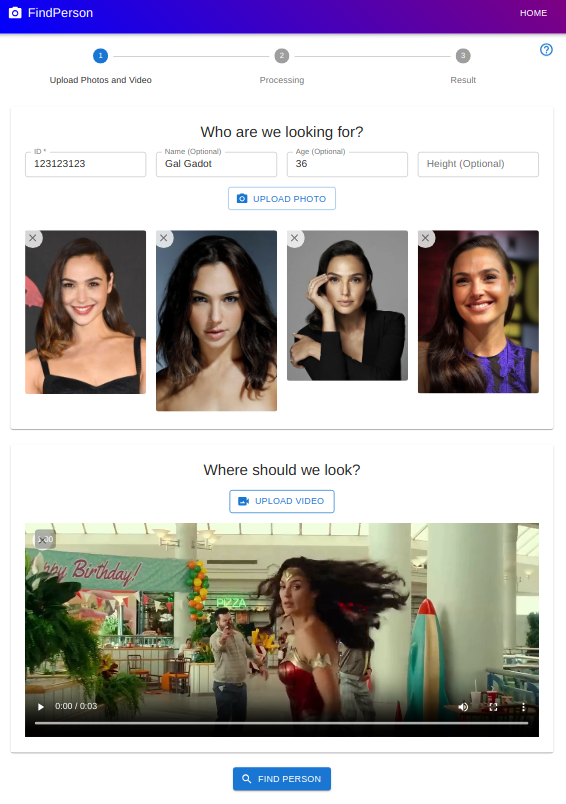 FindPerson
HOME
1
2
3
Upload Photos and Video
Processing
Result
Who are we looking for?
ID *
Name (Optional)
Age (Optional)
123123123
Gal Gadot
36
Height (Optional)
UPLOAD PHOTO
Where should we look?
UPLOAD VIDEO
ppy Birthday!
PIZZA
0:00 / 0:03
FIND PERSON